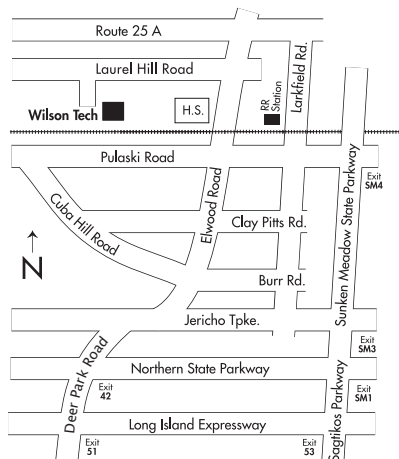 Route 25 A
Laurel Hill Road
Larkfield Rd.
Wilson Tech
H.S.
RR
Station
Pulaski Road
Exit
SM4
Cuba Hill Road
Elwood Road
Clay Pitts Rd.
Sunken Meadow State Parkway
N
Burr Rd.
Jericho Tpke.
Deer Park Road
Exit
SM3
Northern State Parkway
Exit
42
Sagtikos Parkway
Exit
SM1
Long Island Expressway
Exit
51
Exit
53